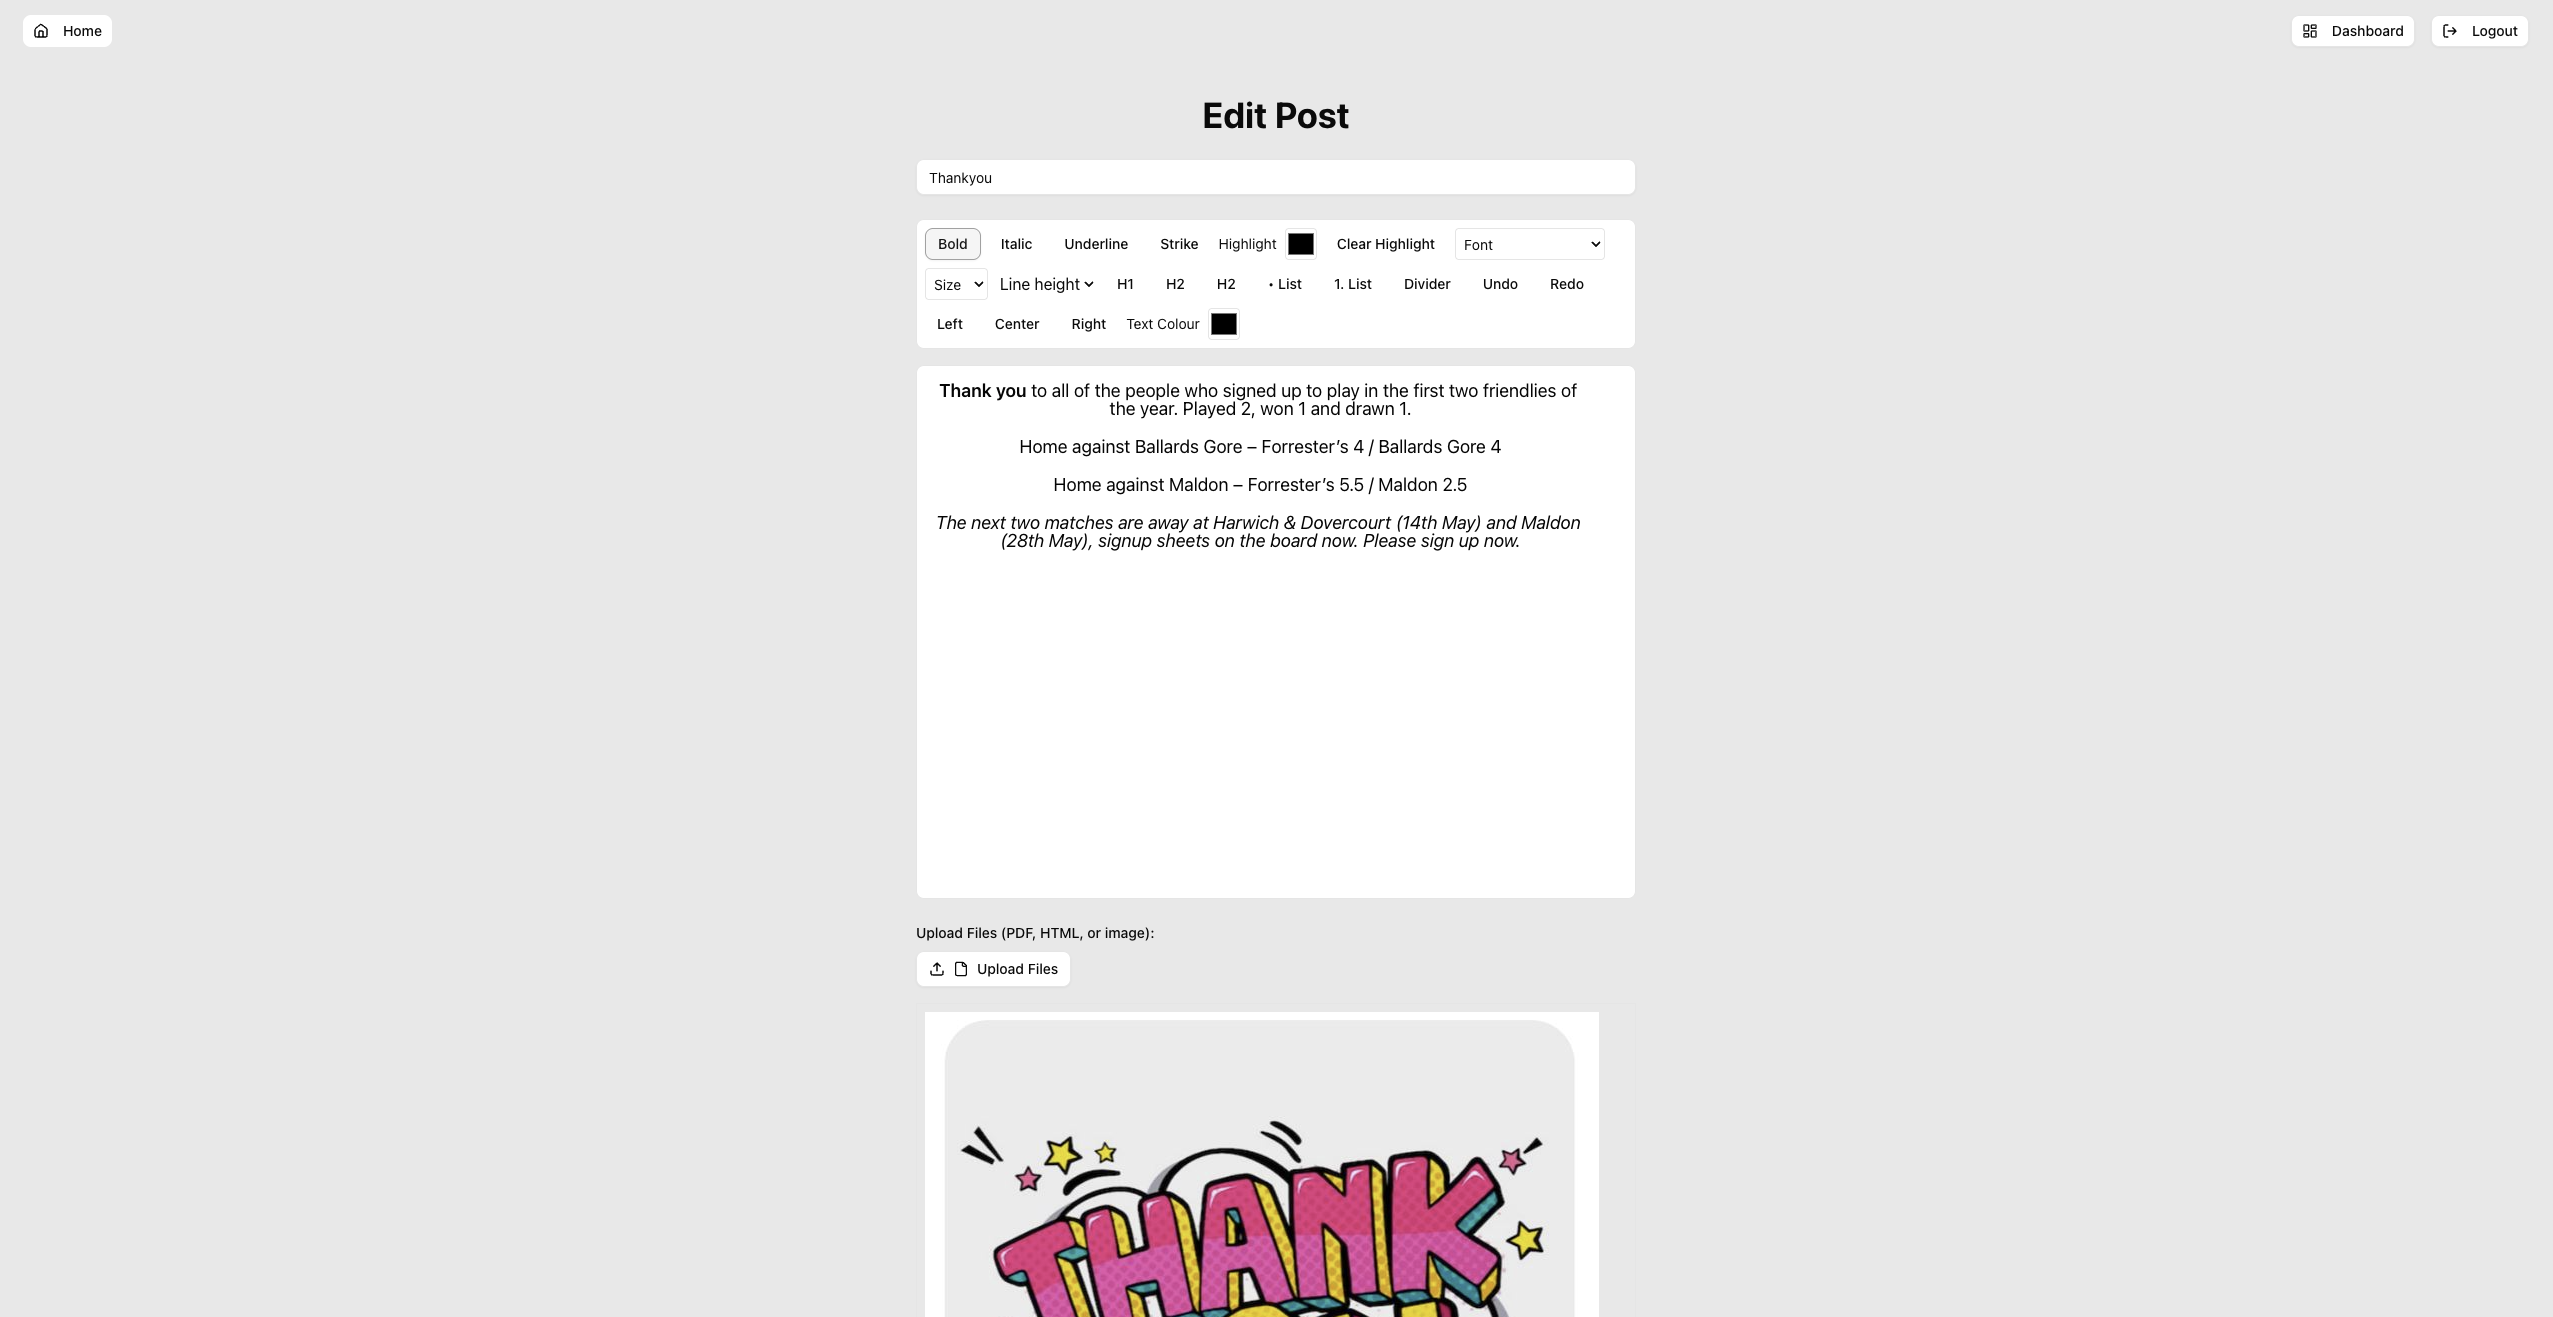 Home
Dashboard
Logout
Edit Post
Thankyou
Bold Italic Underline Strike Highlight Clear Highlight Font
Size Line height H1 H2 H2 • List 1. List Divider Undo Redo
Left Center Right Text Colour
Thank you to all of the people who signed up to play in the first two friendlies of
the year. Played 2, won 1 and drawn 1.
Home against Ballards Gore – Forrester’s 4 / Ballards Gore 4
Home against Maldon – Forrester’s 5.5 / Maldon 2.5
The next two matches are away at Harwich & Dovercourt (14th May) and Maldon
(28th May), signup sheets on the board now. Please sign up now.
Upload Files (PDF, HTML, or image):
Upload Files
THANK